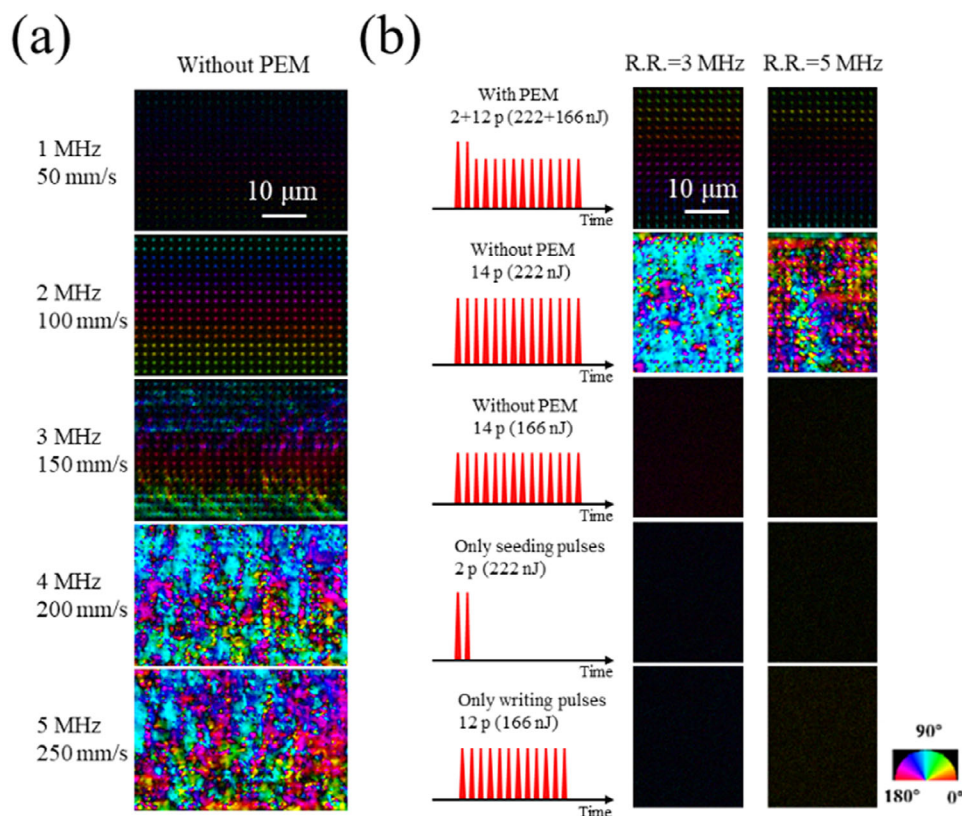 (a)
Without PEM
1 MHz
50 mm/s
10 μm
2 MHz
100 mm/s
3 MHz
150 mm/s
4 MHz
200 mm/s
5 MHz
250 mm/s
(b)
R.R.=3 MHz
R.R.=5 MHz
With PEM
2+12 p (222+166 nJ)
Time
10 μm
Without PEM
14 p (222 nJ)
Time
Without PEM
14 p (166 nJ)
Time
Only seeding pulses
2 p (222 nJ)
Time
Only writing pulses
12 p (166 nJ)
Time
90°
180°
0°